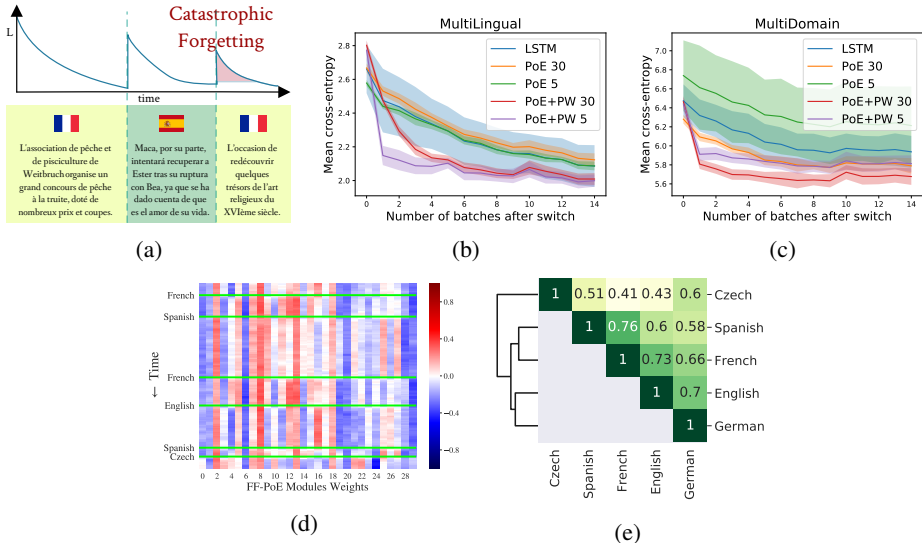 Catastrophic
Forgetting
L
time
L'association de pêche et
de pisciculture de
Weitbruch organise un
grand concours de pêche
à la truite, doté de
nombreux prix et coupes.
Maca, por su parte,
intentará recuperar a
Ester tras su ruptura
con Bea, ya que se ha
dado cuenta de que
es el amor de su vida.
L'occasion de
redécouvrir
quelques
trésors de l'art
religieux du
XVIème siècle.
(a)
MultiLingual
Mean cross-entropy
2.8
2.6
2.4
2.2
2.0
0 2 4 6 8 10 12 14
Number of batches after switch
LSTM
PoE 30
PoE 5
PoE+PW 30
PoE+PW 5
(b)
MultiDomain
Mean cross-entropy
7.0
6.8
6.6
6.4
6.2
6.0
5.8
5.6
0 2 4 6 8 10 12 14
Number of batches after switch
LSTM
PoE 30
PoE 5
PoE+PW 30
PoE+PW 5
(c)
← Time
French
Spanish
French
English
Spanish
Czech
0 2 4 6 8 10 12 14 16 18 20 22 24 26 28
FF-PoE Modules Weights
0.8
0.4
0.0
−0.4
−0.8
(d)
1 0.51 0.41 0.43 0.6 Czech
1 0.76 0.6 0.58 Spanish
1 0.73 0.66 French
1 0.7 English
1 German
Czech Spanish French English German
(e)